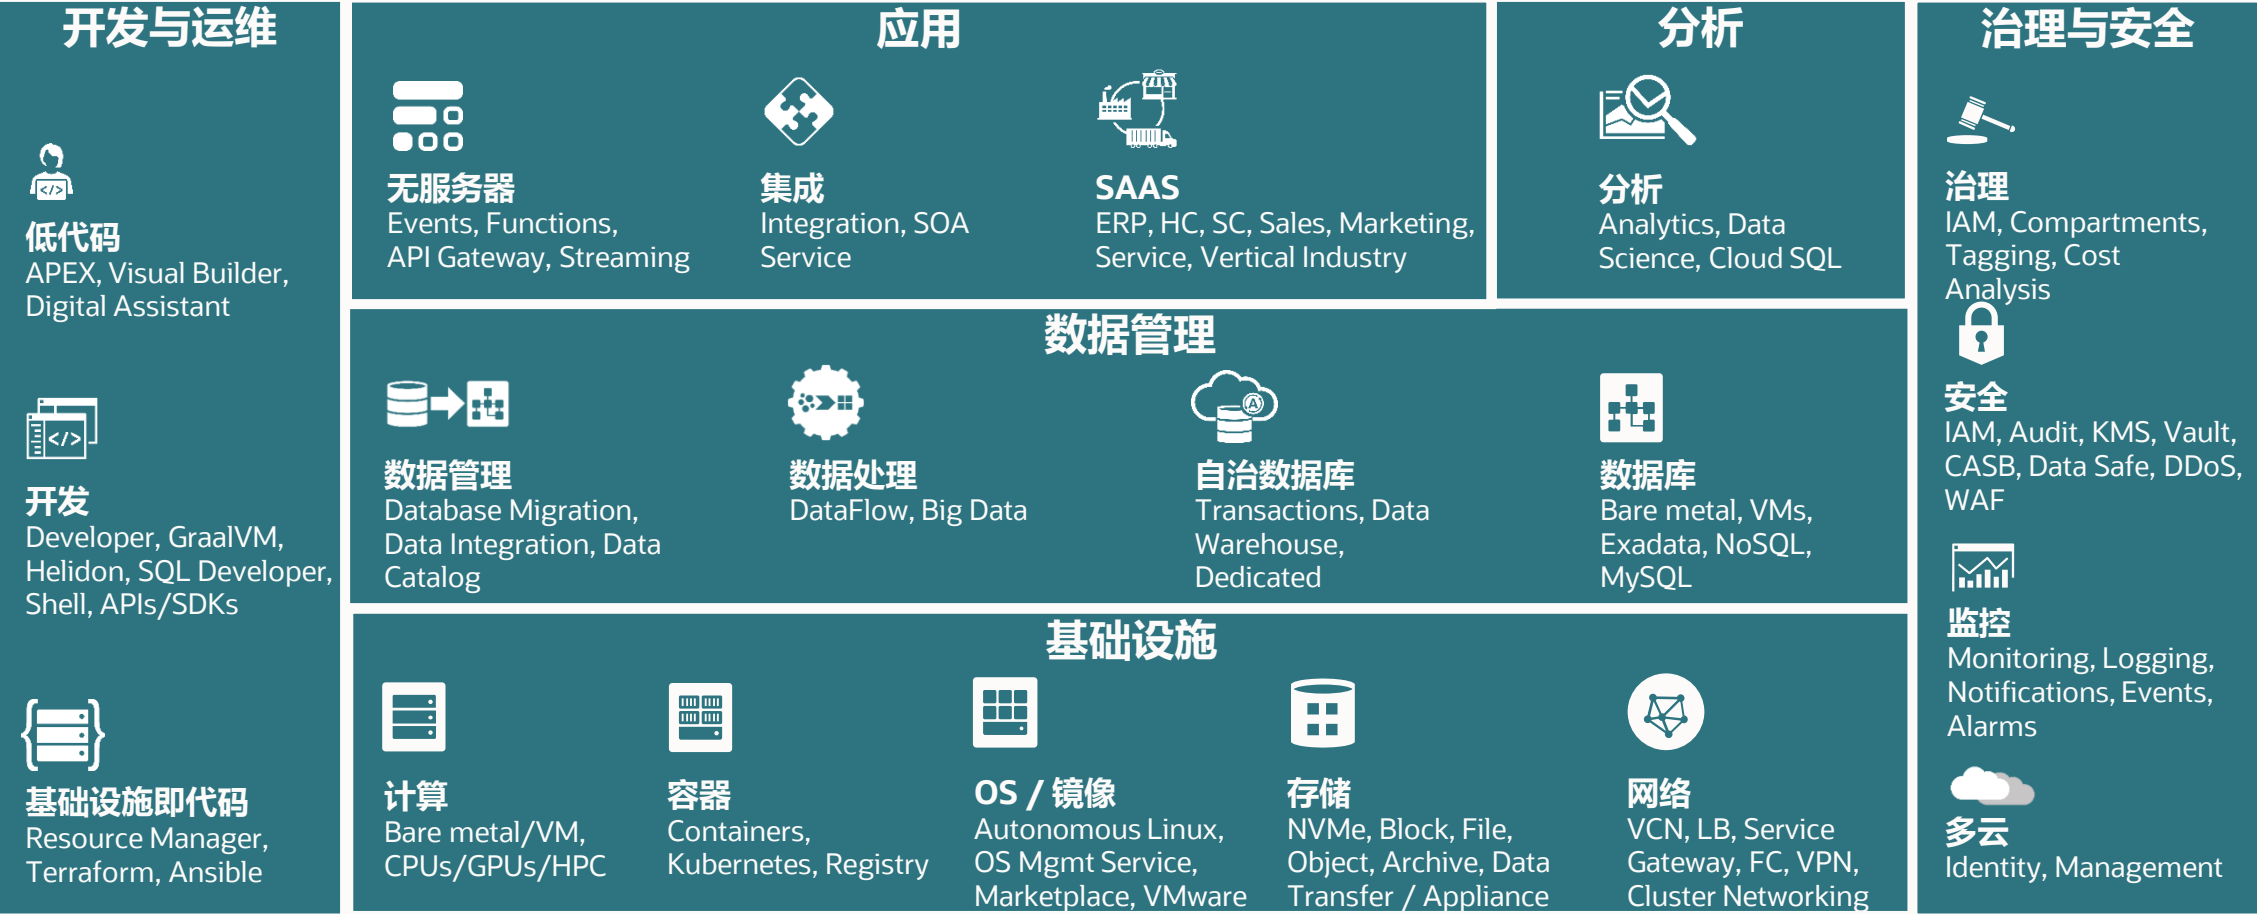 开发与运维
低代码
APEX, Visual Builder,
Digital Assistant
开发
Developer, GraalVM,
Helidon, SQL Developer,
Shell, APIs/SDKs
基础设施即代码
Resource Manager,
Terraform, Ansible
应用
无服务器
Events, Functions,
API Gateway, Streaming
集成
Integration, SOA
Service
SAAS
ERP, HC, SC, Sales, Marketing,
Service, Vertical Industry
分析
分析
Analytics, Data
Science, Cloud SQL
数据管理
数据管理
Database Migration,
Data Integration, Data
Catalog
数据处理
DataFlow, Big Data
自治数据库
Transactions, Data
Warehouse,
Dedicated
数据库
Bare metal, VMs,
Exadata, NoSQL,
MySQL
基础设施
计算
Bare metal/VM,
CPUs/GPUs/HPC
容器
Containers,
Kubernetes, Registry
OS / 镜像
Autonomous Linux,
OS Mgmt Service,
Marketplace, VMware
存储
NVMe, Block, File,
Object, Archive, Data
Transfer / Appliance
网络
VCN, LB, Service
Gateway, FC, VPN,
Cluster Networking
治理与安全
治理
IAM, Compartments,
Tagging, Cost
Analysis
安全
IAM, Audit, KMS, Vault,
CASB, Data Safe, DDoS,
WAF
监控
Monitoring, Logging,
Notifications, Events,
Alarms
多云
Identity, Management